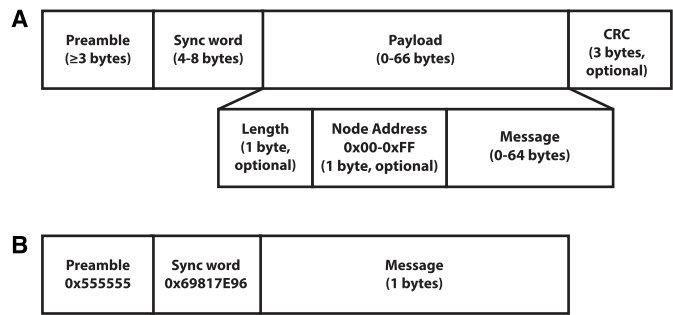 A
Preamble
(≥3 bytes)
Sync word
(4-8 bytes)
Payload
(0-66 bytes)
CRC
(3 bytes,
optional)
Length
(1 byte,
optional)
Node Address
0x00-0xFF
(1 byte, optional)
Message
(0-64 bytes)
B
Preamble
0x555555
Sync word
0x69817E96
Message
(1 bytes)